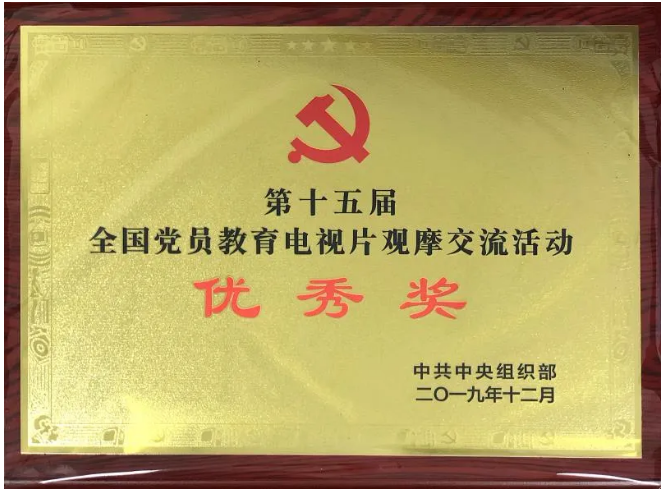 第十五届
全国党员教育电视片观摩交流活动
优秀奖
中共中央组织部
二〇一九年十二月